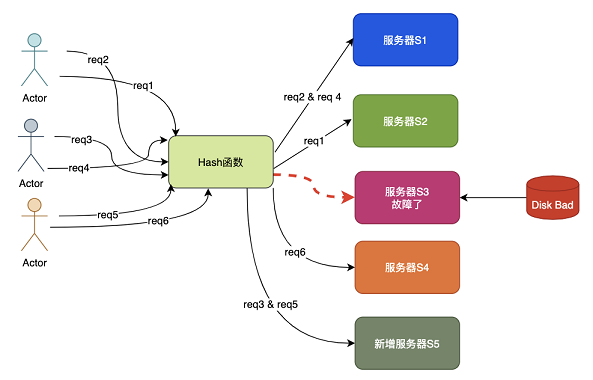 req2
req1
Actor
req3
req4
Actor
req5
req6
Actor
Hash函数
req2 & req 4
req1
req6
req3 & req5
服务器S1
服务器S2
服务器S3
故障了
Disk Bad
服务器S4
新增服务器S5